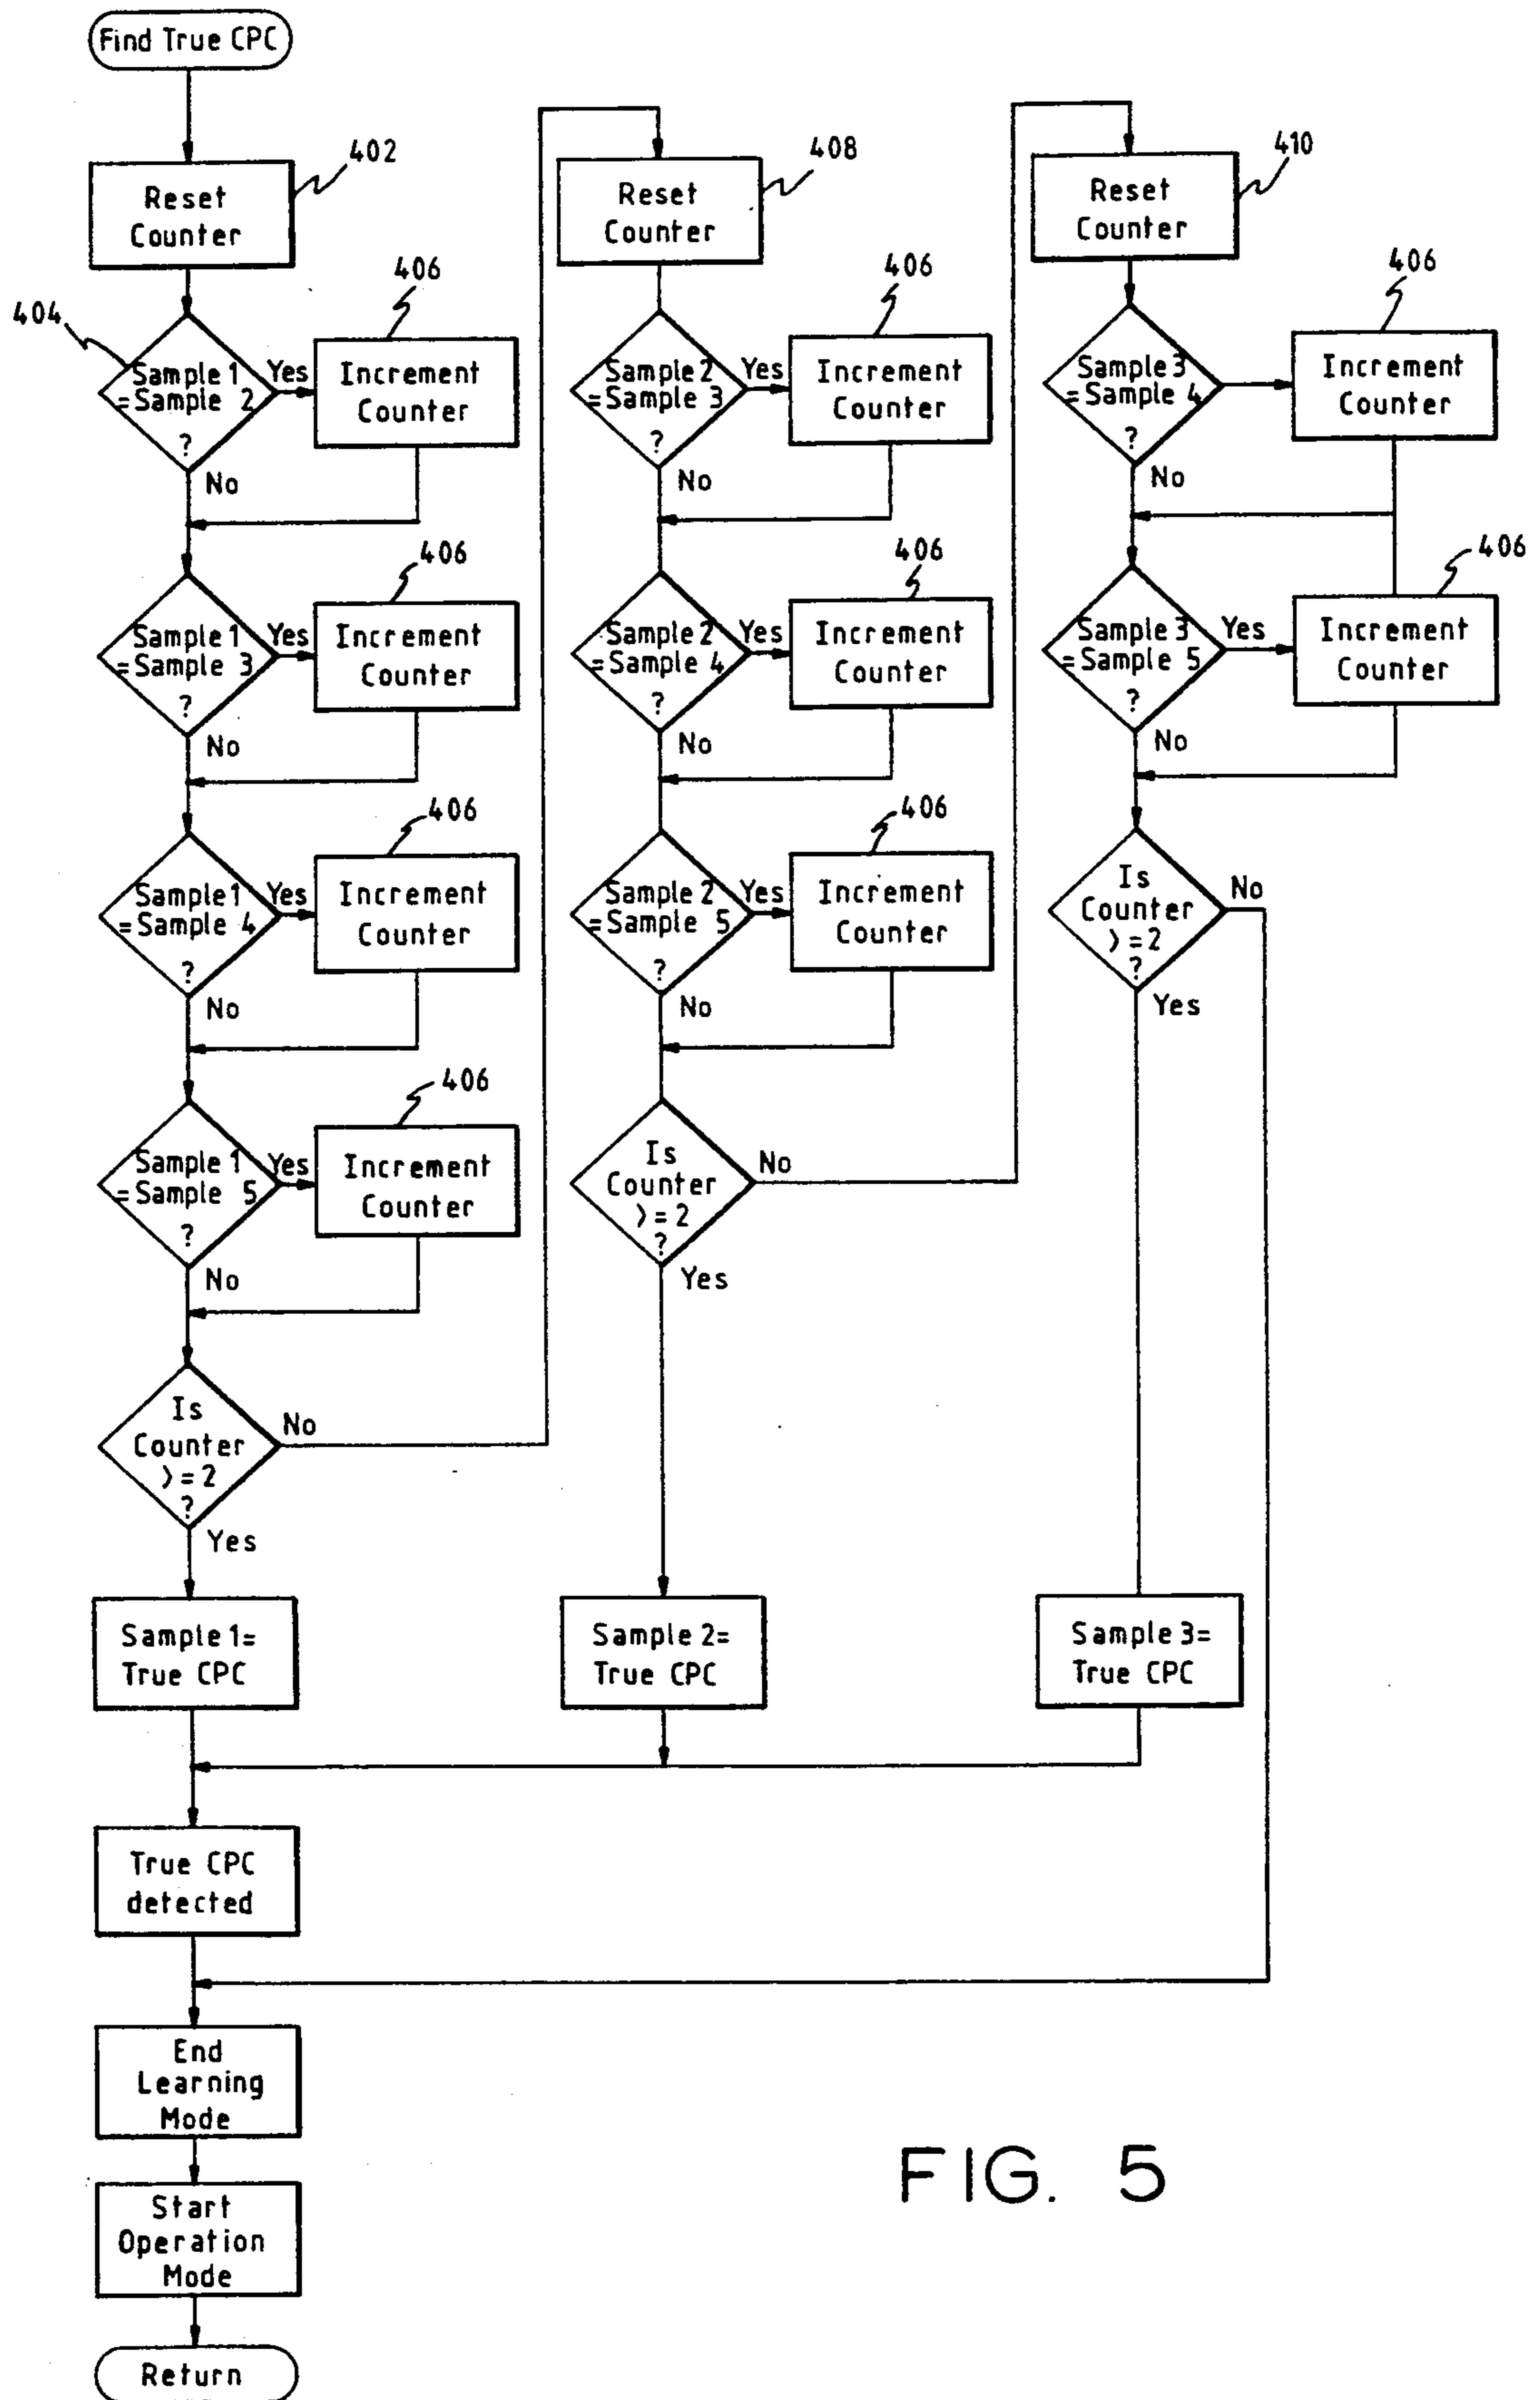 Find True CPC
402
Reset
Counter
404
Sample 1
=Sample 2
?
Yes
No
406
Increment
Counter
Sample 1
=Sample 3
?
Yes
No
406
Increment
Counter
Sample 1
=Sample 4
?
Yes
No
406
Increment
Counter
Sample 1
=Sample 5
?
Yes
No
406
Increment
Counter
Is
Counter
>=2
?
No
Yes
Sample 1=
True CPC
408
Reset
Counter
Sample 2
=Sample 3
?
Yes
No
406
Increment
Counter
Sample 2
=Sample 4
?
Yes
No
406
Increment
Counter
Sample 2
=Sample 5
?
Yes
No
406
Increment
Counter
Is
Counter
>=2
?
No
Yes
Sample 2=
True CPC
410
Reset
Counter
Sample 3
=Sample 4
?
No
406
Increment
Counter
Sample 3
=Sample 5
?
Yes
No
406
Increment
Counter
Is
Counter
>=2
?
No
Yes
Sample 3=
True CPC
True CPC
detected
End
Learning
Mode
Start
Operation
Mode
Return
FIG. 5